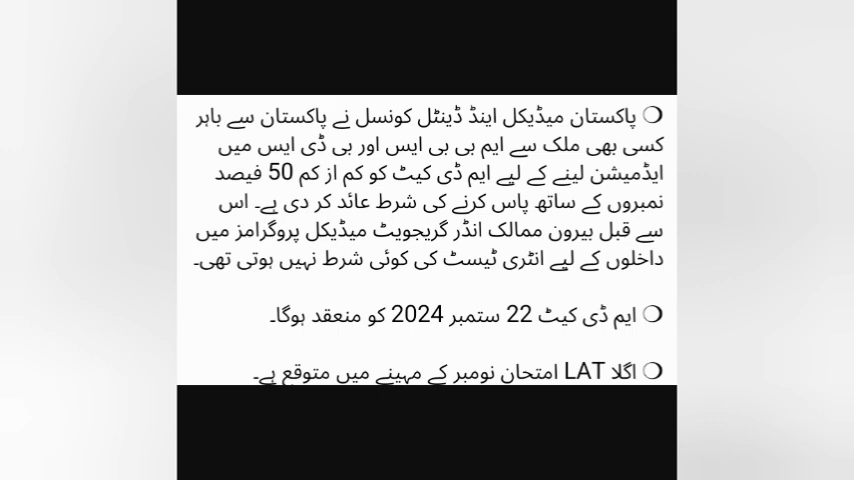 ❍ پاکستان میڈیکل اینڈ ڈینٹل کونسل نے پاکستان سے باہر
کسی بھی ملک سے ایم بی بی ایس اور بی ڈی ایس میں
ایڈمیشن لینے کے لیے ایم ڈی کیٹ کو کم از کم 50 فیصد
نمبروں کے ساتھ پاس کرنے کی شرط عائد کر دی ہے۔ اس
سے قبل بیرون ممالک انڈر گریجویٹ میڈیکل پروگرامز میں
داخلوں کے لیے انٹری ٹیسٹ کی کوئی شرط نہیں ہوتی تھی۔
❍ ایم ڈی کیٹ 22 ستمبر 2024 کو منعقد ہوگا۔
❍ اگلا LAT امتحان نومبر کے مہینے میں متوقع ہے۔